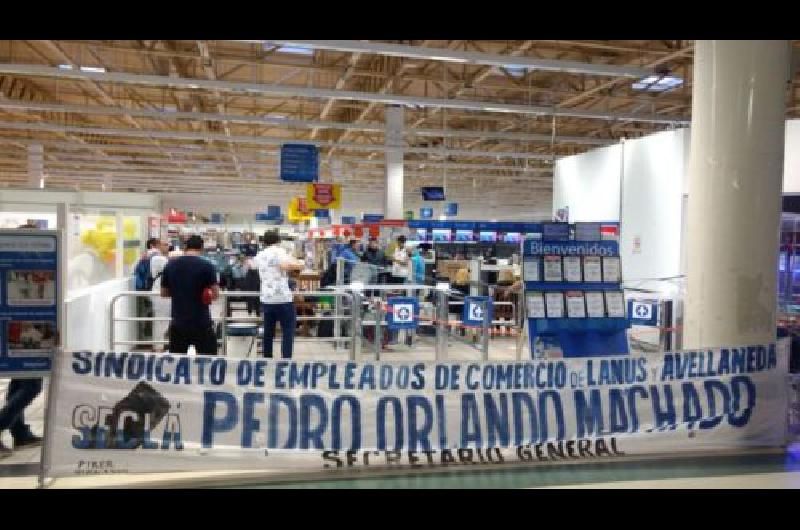 Bienvenidos
SINDICATO DE EMPLEADOS DE COMERCIO DE LANUS Y AVELLANEDA
SECLA PEDRO ORLANDO MACHADO
SECRETARIO GENERAL